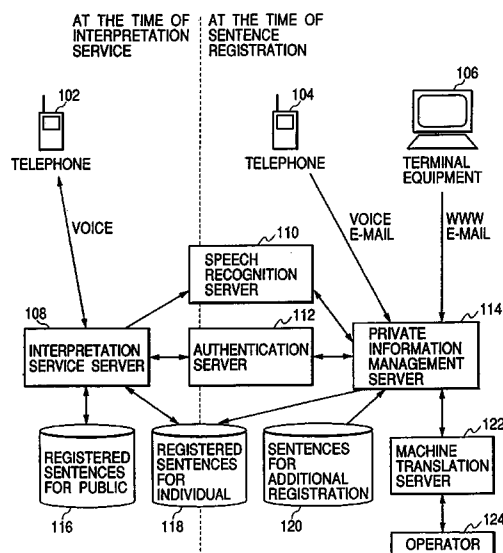 AT THE TIME OF
INTERPRETATION
SERVICE
AT THE TIME OF
SENTENCE
REGISTRATION
102
TELEPHONE
104
TELEPHONE
106
TERMINAL
EQUIPMENT
VOICE
VOICE
E-MAIL
WWW
E-MAIL
110
SPEECH
RECOGNITION
SERVER
108
INTERPRETATION
SERVICE SERVER
112
AUTHENTICATION
SERVER
114
PRIVATE
INFORMATION
MANAGEMENT
SERVER
REGISTERED
SENTENCES
FOR PUBLIC
116
REGISTERED
SENTENCES
FOR
INDIVIDUAL
118
SENTENCES
FOR
ADDITIONAL
REGISTRATION
120
122
MACHINE
TRANSLATION
SERVER
124
OPERATOR